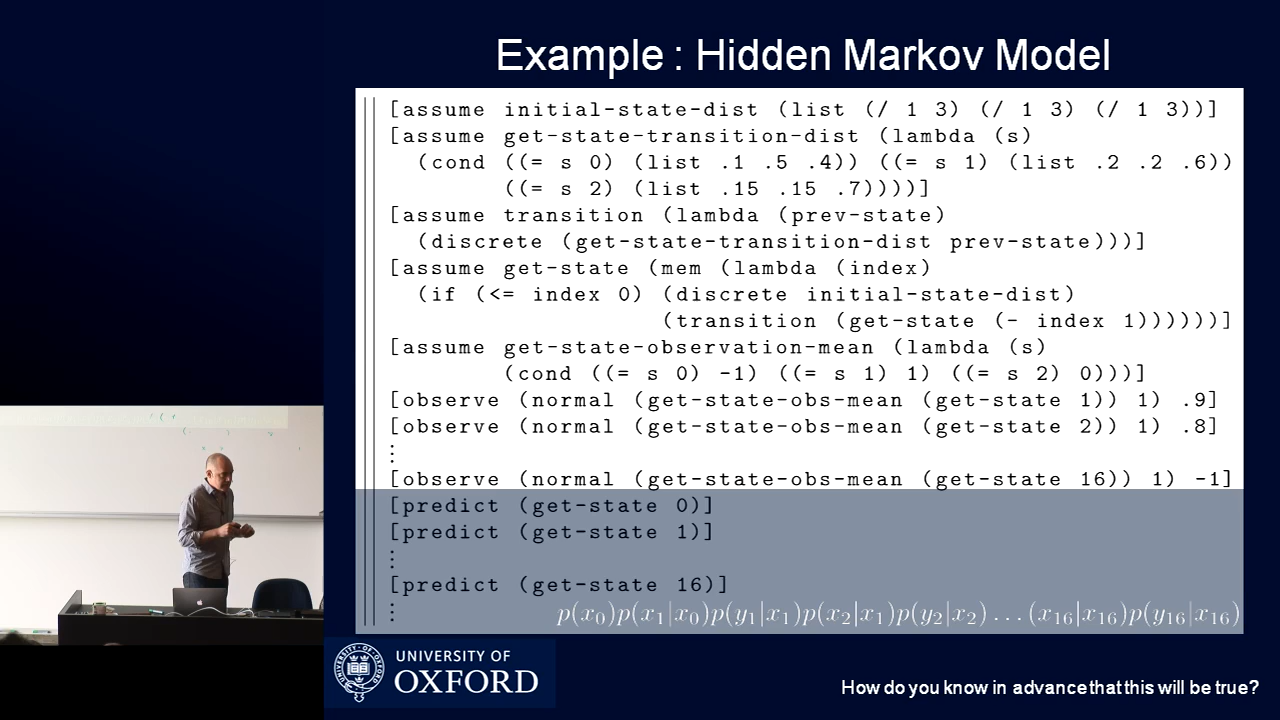 Example : Hidden Markov Model
[assume initial-state-dist (list (/ 1 3) (/ 1 3) (/ 1 3))]
[assume get-state-transition-dist (lambda (s)
(cond ((= s 0) (list .1 .5 .4)) ((= s 1) (list .2 .2 .6))
((= s 2) (list .15 .15 .7))))]
[assume transition (lambda (prev-state)
(discrete (get-state-transition-dist prev-state)))]
[assume get-state (mem (lambda (index)
(if (<= index 0) (discrete initial-state-dist)
(transition (get-state (- index 1))))))]
[assume get-state-observation-mean (lambda (s)
(cond ((= s 0) -1) ((= s 1) 1) ((= s 2) 0)))]
[observe (normal (get-state-obs-mean (get-state 1)) 1) .9]
[observe (normal (get-state-obs-mean (get-state 2)) 1) .8]
⋮
[observe (normal (get-state-obs-mean (get-state 16)) 1) -1]
[predict (get-state 0)]
[predict (get-state 1)]
⋮
[predict (get-state 16)]
⋮ p(x₀)p(x₁|x₀)p(y₁|x₁)p(x₂|x₁)p(y₂|x₂)...(x₁₆|x₁₆)p(y₁₆|x₁₆)
UNIVERSITY OF
OXFORD
How do you know in advance that this will be true?